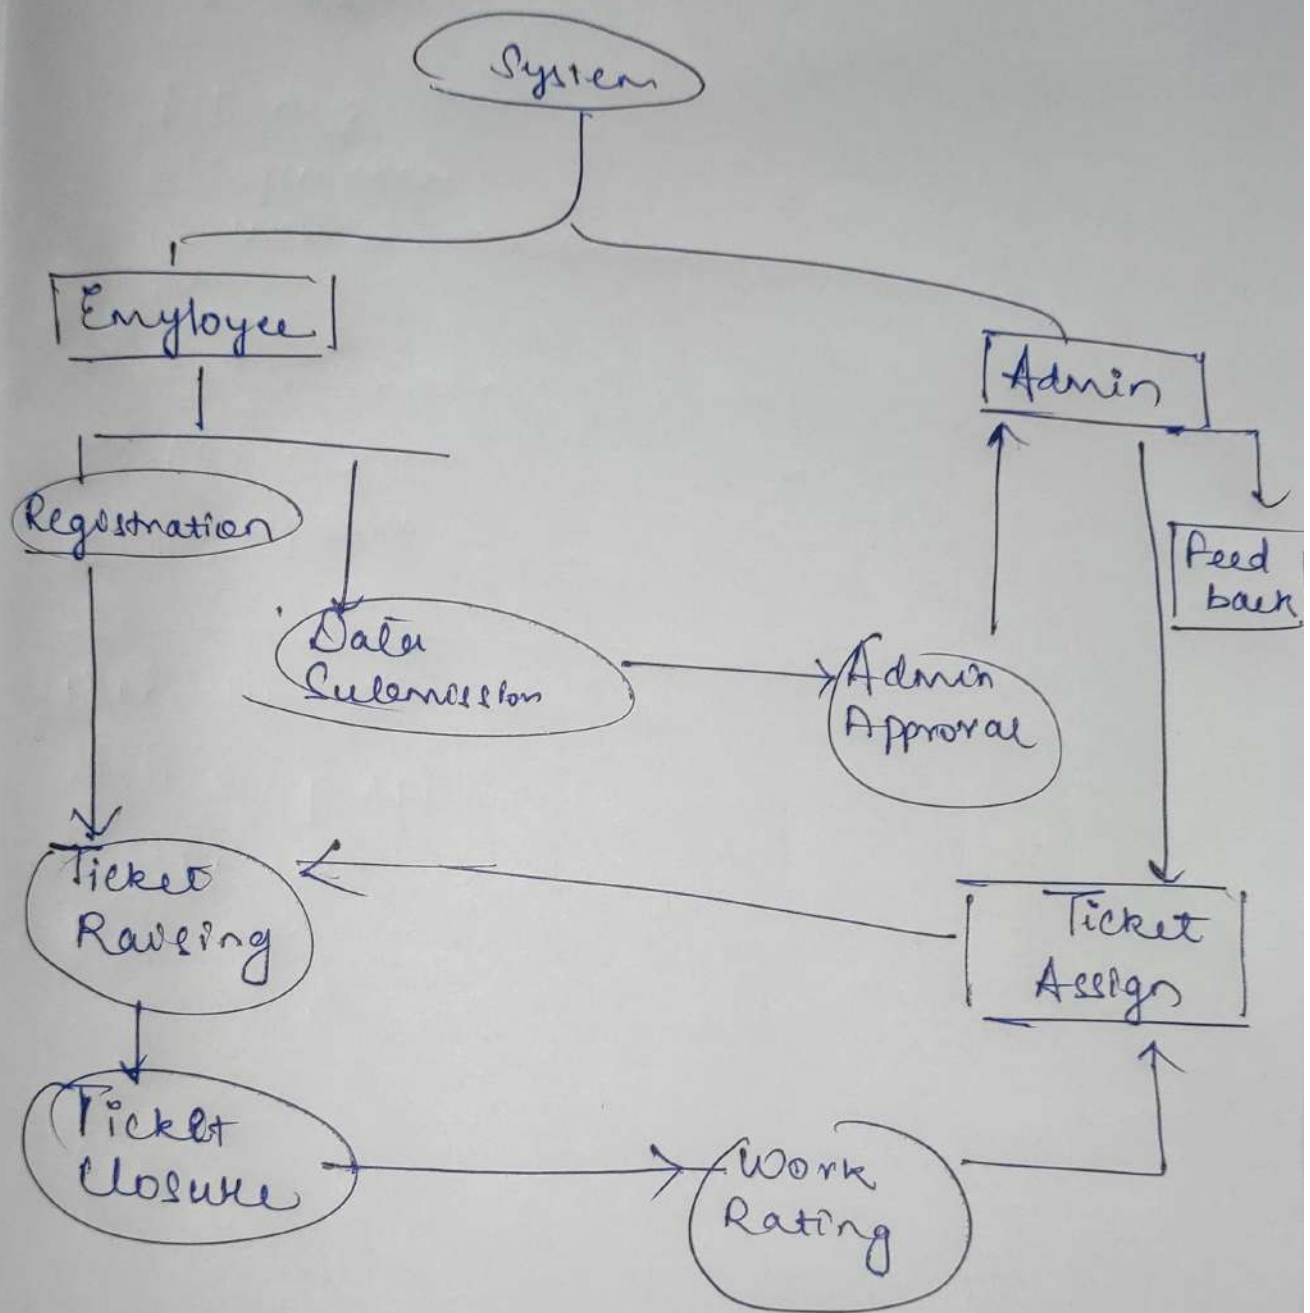 System
Employee
Admin
Registration
Feed
back
Data
Submission
Admin
Approval
Ticket
Raising
Ticket
Assign
Ticket
Closure
Work
Rating